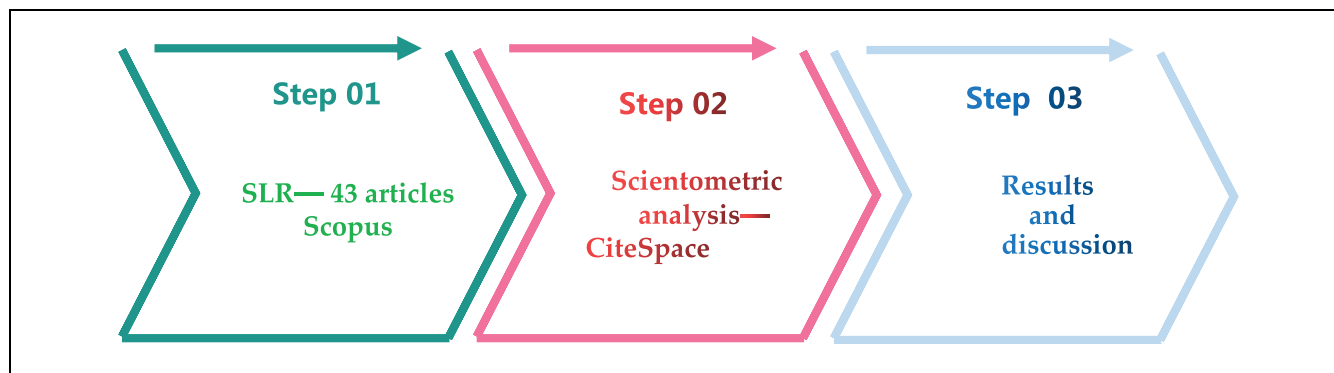 Step 01
SLR— 43 articles
Scopus
Step 02
Scientometric
analysis—
CiteSpace
Step 03
Results
and
discussion